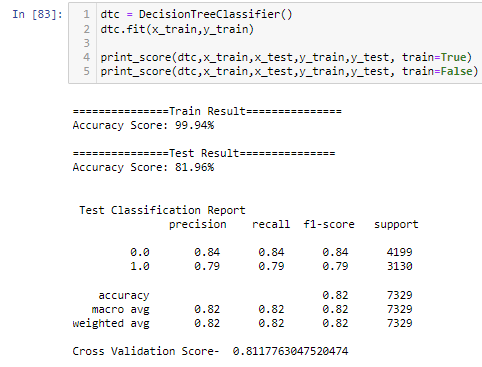 In [83]:
1 dtc = DecisionTreeClassifier()
2 dtc.fit(x_train,y_train)
3
4 print_score(dtc,x_train,x_test,y_train,y_test, train=True)
5 print_score(dtc,x_train,x_test,y_train,y_test, train=False)
===============Train Result===============
Accuracy Score: 99.94%
===============Test Result===============
Accuracy Score: 81.96%
Test Classification Report
precision recall f1-score support
0.0 0.84 0.84 0.84 4199
1.0 0.79 0.79 0.79 3130
accuracy 0.82 7329
macro avg 0.82 0.82 0.82 7329
weighted avg 0.82 0.82 0.82 7329
Cross Validation Score- 0.8117763047520474